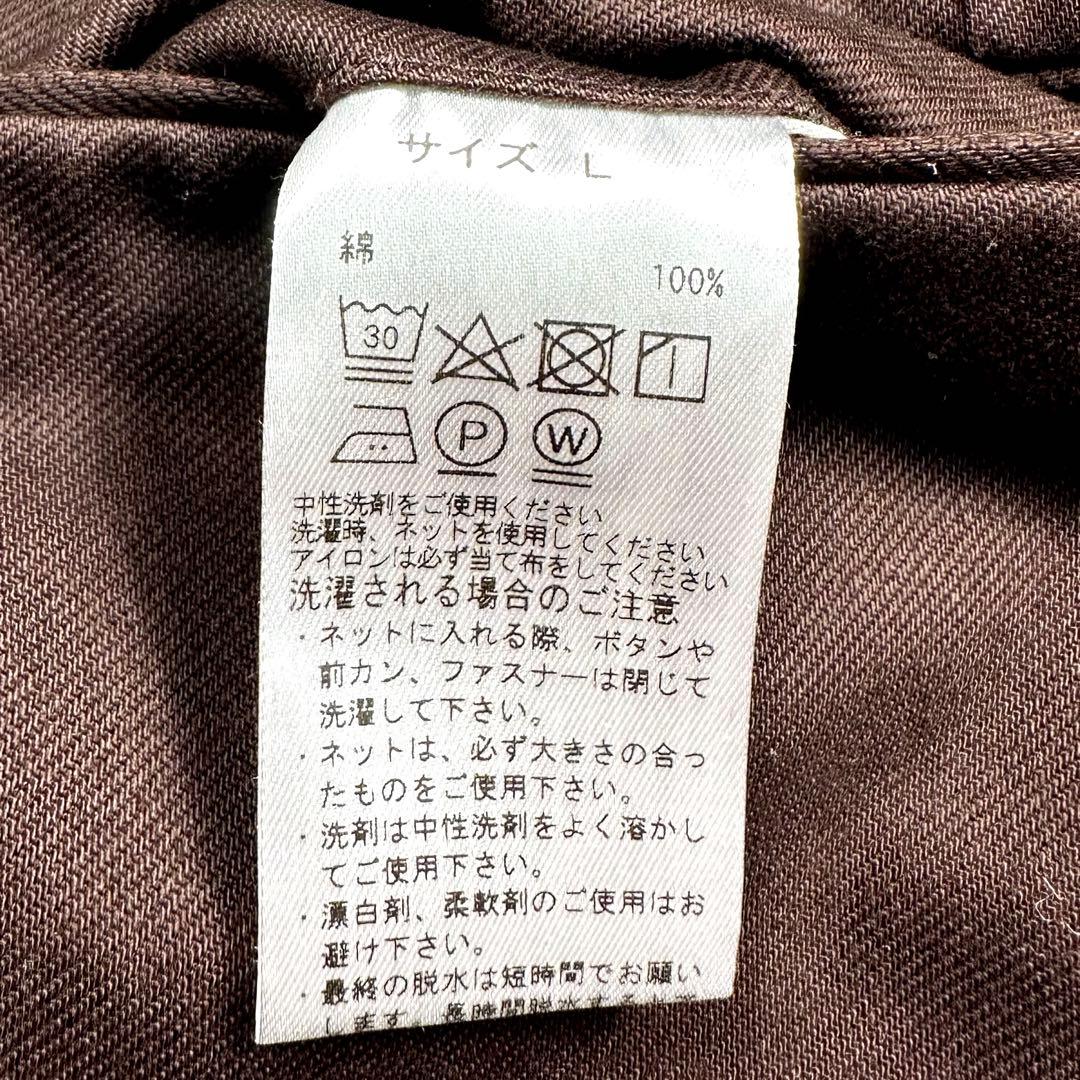 サイズ L
綿
100%
30
P W
中性洗剤をご使用ください
洗濯時、ネットを使用してください
アイロンは必ず当て布をしてください
洗濯される場合のご注意
・ネットに入れる際、ボタンや
前カン、ファスナーは閉じて
洗濯して下さい。
・ネットは、必ず大きさの合っ
たものをご使用下さい。
・洗剤は中性洗剤をよく溶かし
てご使用下さい。
・漂白剤、柔軟剤のご使用はお
避け下さい。
・最終の脱水は短時間でお願い
します